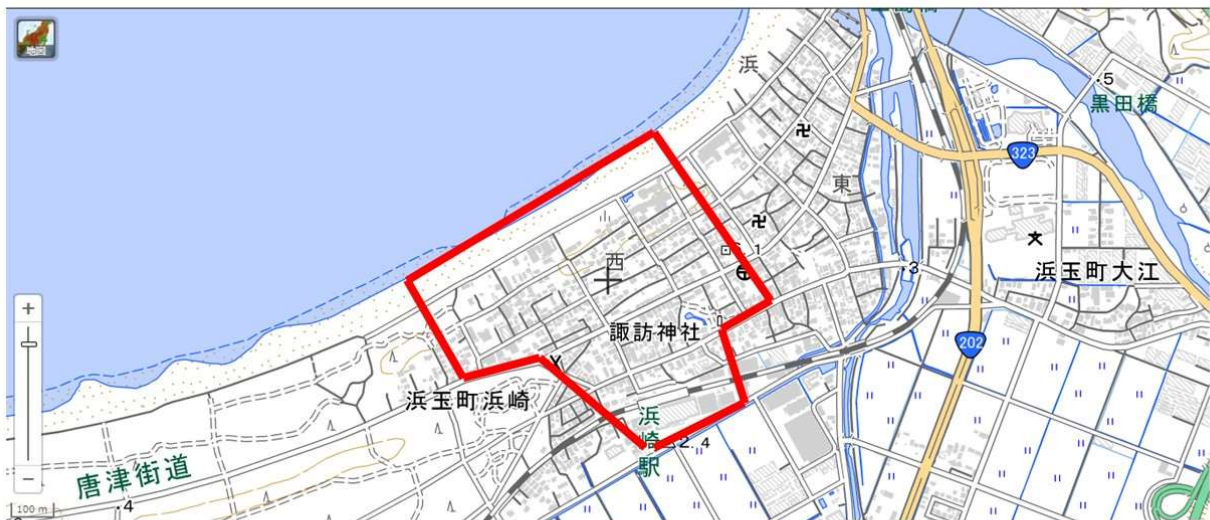 地図
浜
5
黒田橋
323
東
西
6.1
3
浜玉町大江
諏訪神社
202
浜玉町浜崎
浜崎駅
2.4
唐津街道
4
100 m